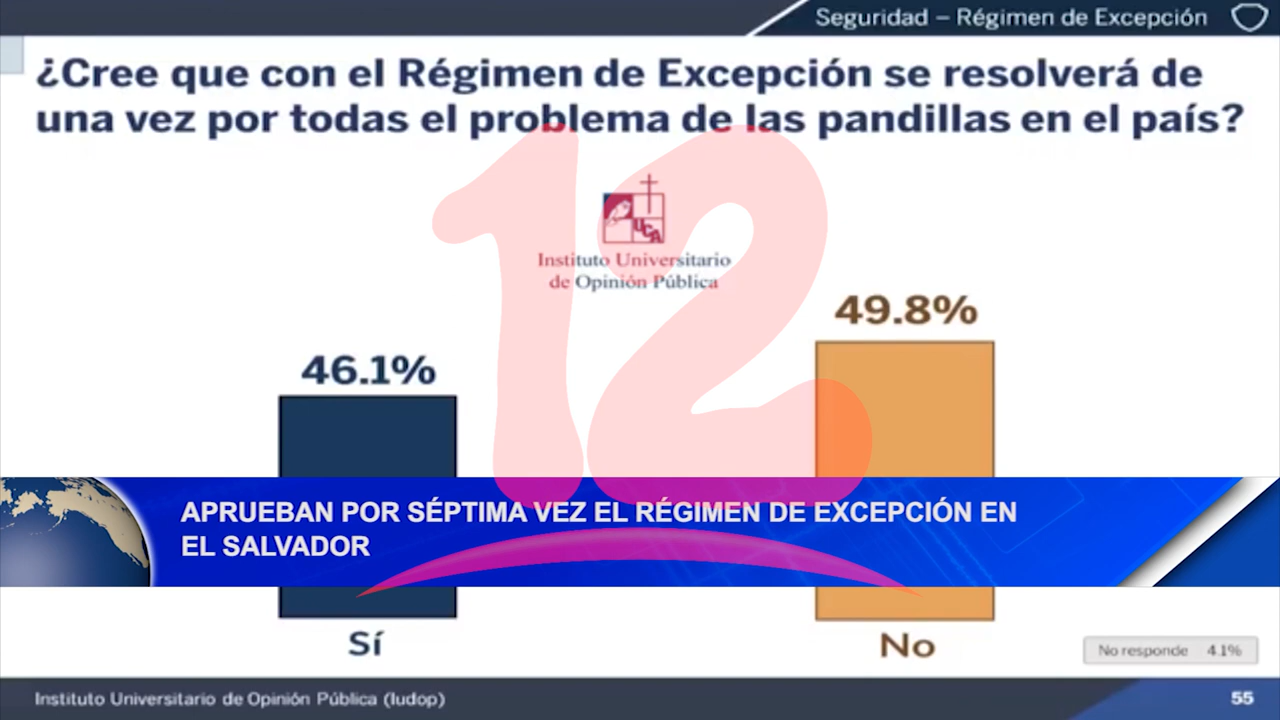 Seguridad – Régimen de Excepción
¿Cree que con el Régimen de Excepción se resolverá de
una vez por todas el problema de las pandillas en el país?
12
UCA
Instituto Universitario
de Opinión Pública
46.1%
49.8%
APRUEBAN POR SÉPTIMA VEZ EL RÉGIMEN DE EXCEPCIÓN EN
EL SALVADOR
Sí
No
No responde 4.1%
Instituto Universitario de Opinión Pública (Iudop)
55